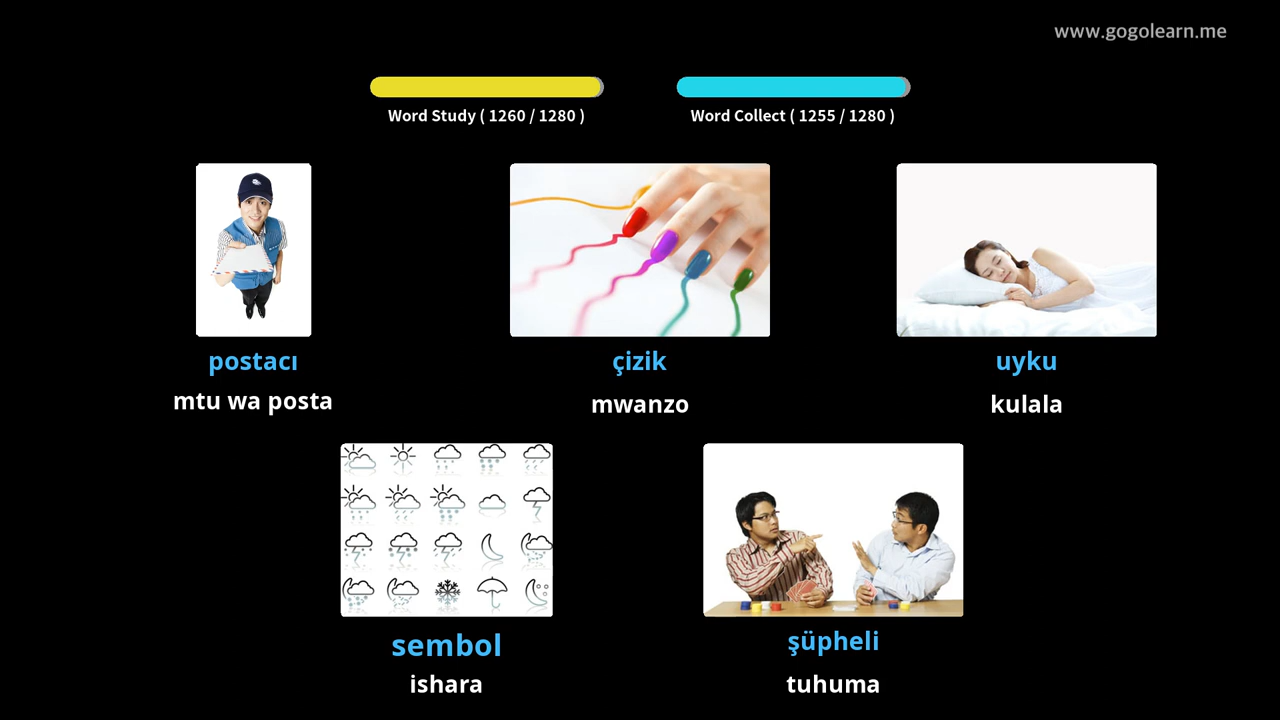 www.gogolearn.me
Word Study ( 1260 / 1280 )
Word Collect ( 1255 / 1280 )
postacı
mtu wa posta
çizik
mwanzo
uyku
kulala
sembol
ishara
şüpheli
tuhuma